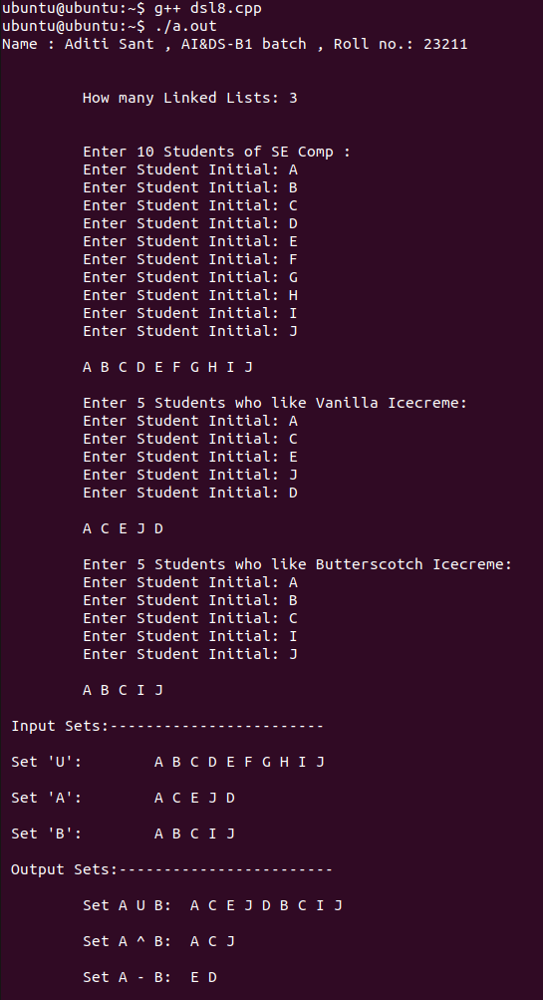 ubuntu@ubuntu:~$ g++ dsl8.cpp
ubuntu@ubuntu:~$ ./a.out
Name : Aditi Sant , AI&DS-B1 batch , Roll no.: 23211
How many Linked Lists: 3
Enter 10 Students of SE Comp :
Enter Student Initial: A
Enter Student Initial: B
Enter Student Initial: C
Enter Student Initial: D
Enter Student Initial: E
Enter Student Initial: F
Enter Student Initial: G
Enter Student Initial: H
Enter Student Initial: I
Enter Student Initial: J
A B C D E F G H I J
Enter 5 Students who like Vanilla Icecreme:
Enter Student Initial: A
Enter Student Initial: C
Enter Student Initial: E
Enter Student Initial: J
Enter Student Initial: D
A C E J D
Enter 5 Students who like Butterscotch Icecreme:
Enter Student Initial: A
Enter Student Initial: B
Enter Student Initial: C
Enter Student Initial: I
Enter Student Initial: J
A B C I J
Input Sets:------------------------
Set 'U': A B C D E F G H I J
Set 'A': A C E J D
Set 'B': A B C I J
Output Sets:------------------------
Set A U B: A C E J D B C I J
Set A ^ B: A C J
Set A - B: E D